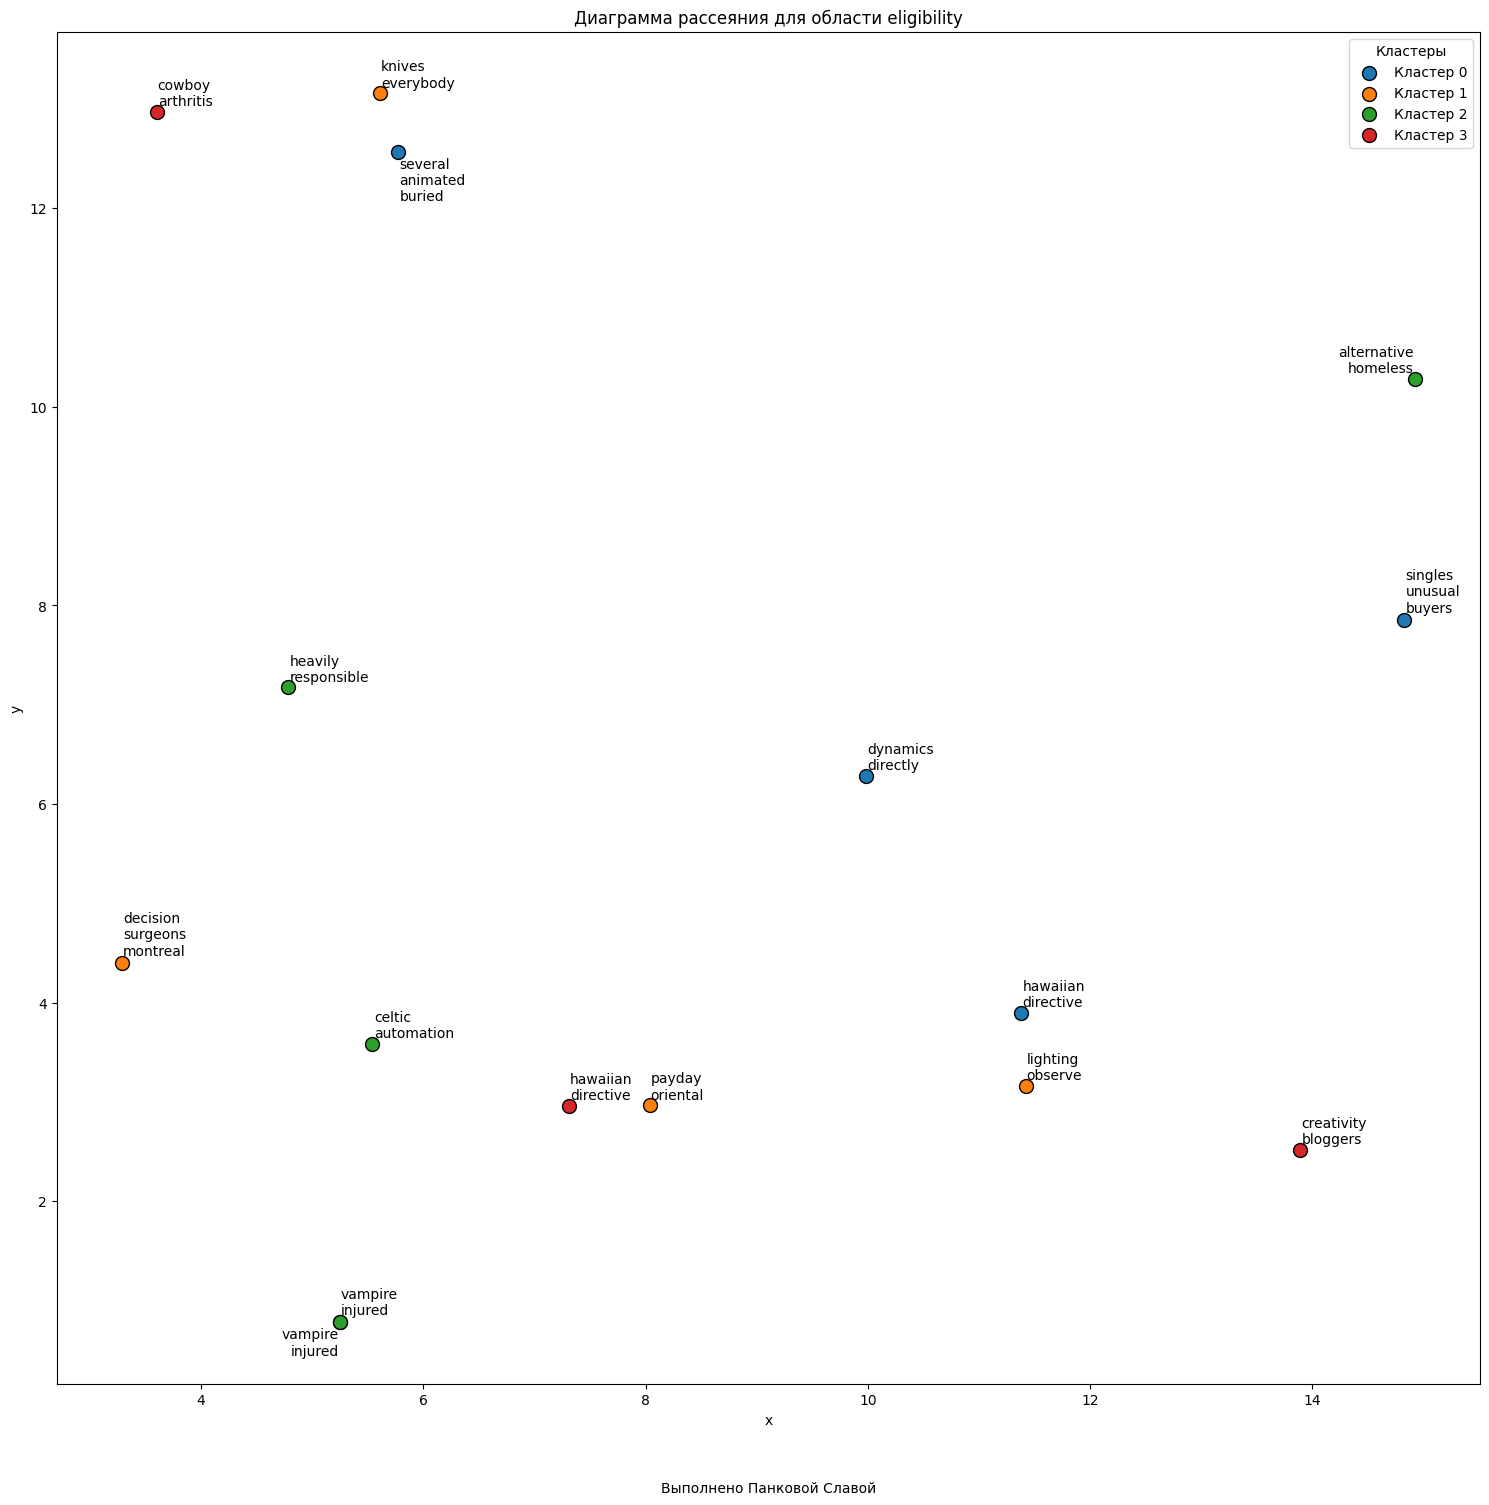 Диаграмма рассеяния для области eligibility
Кластеры
Кластер 0
Кластер 1
Кластер 2
Кластер 3
knives
everybody
cowboy
arthritis
several
animated
buried
12
alternative
homeless
10
singles
unusual
buyers
8
heavily
responsible
y
dynamics
directly
6
decision
surgeons
montreal
hawaiian
directive
4
celtic
automation
lighting
observe
hawaiian
directive
payday
oriental
creativity
bloggers
2
vampire
injured
vampire
injured
4
6
8
10
12
14
x
Выполнено Панковой Славой